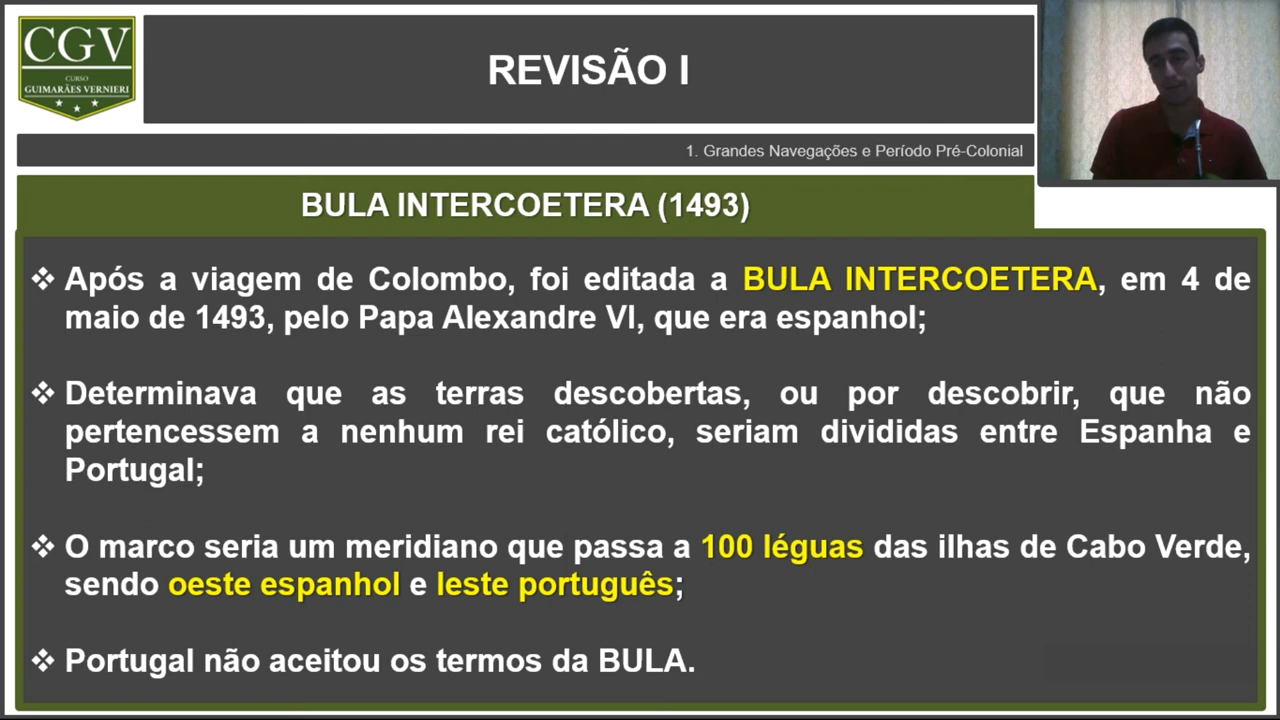 CGV
CURSO
GUIMARÃES VERNIERI
REVISÃO I
1. Grandes Navegações e Período Pré-Colonial
BULA INTERCOETERA (1493)
❖ Após a viagem de Colombo, foi editada a BULA INTERCOETERA, em 4 de
maio de 1493, pelo Papa Alexandre VI, que era espanhol;
❖ Determinava que as terras descobertas, ou por descobrir, que não
pertencessem a nenhum rei católico, seriam divididas entre Espanha e
Portugal;
❖ O marco seria um meridiano que passa a 100 léguas das ilhas de Cabo Verde,
sendo oeste espanhol e leste português;
❖ Portugal não aceitou os termos da BULA.